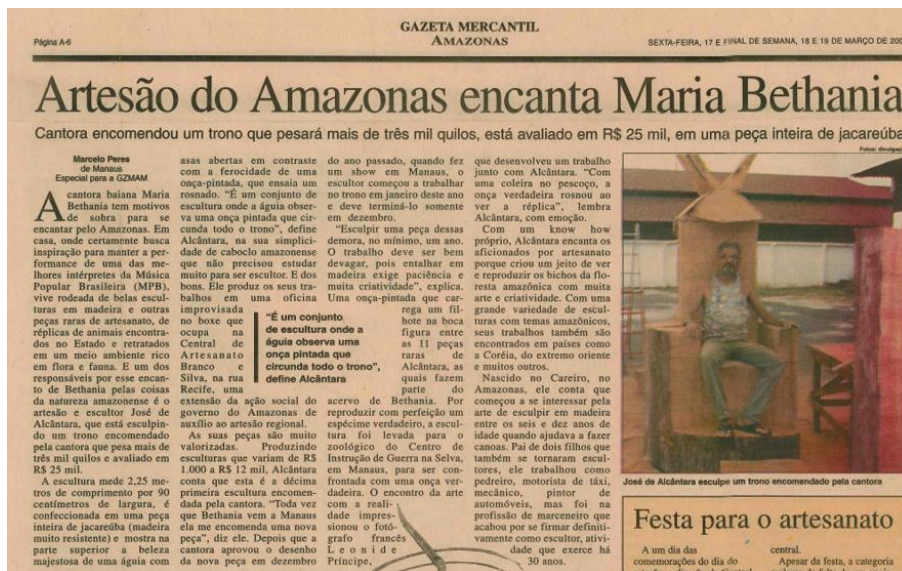 Página A-6
GAZETA MERCANTIL
AMAZONAS
SEXTA-FEIRA, 17 E FINAL DE SEMANA, 18 E 19 DE MARÇO DE 200
Artesão do Amazonas encanta Maria Bethania
Cantora encomendou um trono que pesará mais de três mil quilos, está avaliado em R$ 25 mil, em uma peça inteira de jacareúba
Marcelo Peres
de Manaus
Especial para a GZMAM
A cantora baiana Maria
Bethania tem motivos
de sobra para se
encantar pelo Amazonas. Em
casa, onde certamente busca
inspiração para manter a per-
formance de uma das me-
lhores intérpretes da Música
Popular Brasileira (MPB),
vive rodeada de belas escul-
turas em madeira e outras
peças raras de artesanato, de
réplicas de animais encontra-
dos no Estado e retratados
em um meio ambiente rico
em flora e fauna. E um dos
responsáveis por esse encan-
to de Bethania pelas coisas
da natureza amazonense é o
artesão e escultor José de
Alcântara, que está esculpin-
do um trono encomendado
pela cantora que pesa mais de
três mil quilos e avaliado em
R$ 25 mil.
A escultura mede 2,25 me-
tros de comprimento por 90
centímetros de largura, é
confeccionada em uma peça
inteira de jacareúba (madeira
muito resistente) e mostra na
parte superior a beleza
majestosa de uma águia com
asas abertas em contraste
com a ferocidade de uma
onça-pintada, que ensaia um
rosnado. "É um conjunto de
escultura onde a águia obser-
va uma onça pintada que cir-
cunda todo o trono", define
Alcântara, na sua simplici-
dade de caboclo amazonense
que não precisou estudar
muito para ser escultor. E dos
bons. Ele produz os seus tra-
balhos em uma oficina
improvisada
no boxe que
ocupa na
Central de
Artesanato
Branco e
Silva, na rua
Recife, uma
extensão da ação social do
governo do Amazonas de
auxílio ao artesão regional.
As suas peças são muito
valorizadas. Produzindo
esculturas que variam de R$
1.000 a R$ 12 mil, Alcântara
conta que esta é a décima
primeira escultura encomen-
dada pela cantora. "Toda vez
que Bethania vem a Manaus
ela me encomenda uma nova
peça", diz ele. Depois que a
cantora aprovou o desenho
da nova peça em dezembro
"É um conjunto
de escultura onde a
águia observa uma
onça pintada que
circunda todo o trono",
define Alcântara
do ano passado, quando fez
um show em Manaus, o
escultor começou a trabalhar
no trono em janeiro deste ano
e deve terminá-lo somente
em dezembro.
"Esculpir uma peça dessas
demora, no mínimo, um ano.
O trabalho deve ser bem
devagar, pois entalhar em
madeira exige paciência e
muita criatividade", explica.
Uma onça-pintada que car-
rega um fil-
hote na boca
figura entre
as 11 peças
raras de
Alcântara, as
quais fazem
parte do
acervo de Bethania. Por
reproduzir com perfeição um
espécime verdadeiro, a escul-
tura foi levada para o
zoológico do Centro de
Instrução de Guerra na Selva,
em Manaus, para ser con-
frontada com uma onça ver-
dadeira. O encontro da arte
com a reali-
dade impres-
sionou o fotó-
grafo francês
Leonide
Príncipe,
que desenvolveu um trabalho
junto com Alcântara. "Com
uma coleira no pescoço, a
onça verdadeira rosnou ao
ver a réplica", lembra
Alcântara, com emoção.
Com um know how
próprio, Alcântara encanta os
aficionados por artesanato
porque criou um jeito de ver
e reproduzir os bichos da flo-
resta amazônica com muita
arte e criatividade. Com uma
grande variedade de escul-
turas com temas amazônicos,
seus trabalhos também são
encontrados em países como
a Coréia, do extremo oriente
e muitos outros.
Nascido no Careiro, no
Amazonas, ele conta que
começou a se interessar pela
arte de esculpir em madeira
entre os seis e dez anos de
idade quando ajudava a fazer
canoas. Pai de dois filhos que
também se tornaram escul-
tores, ele trabalhou como
pedreiro, motorista de táxi,
mecânico, pintor de
automóveis, mas foi na
profissão de marceneiro que
acabou por se firmar definiti-
vamente como escultor, ativi-
dade que exerce há
30 anos.
Fotos: divulgaç
José de Alcântara esculpe um trono encomendado pela cantora
Festa para o artesanato
A um dia das
comemorações do dia do
central.
Apesar da festa, a categoria